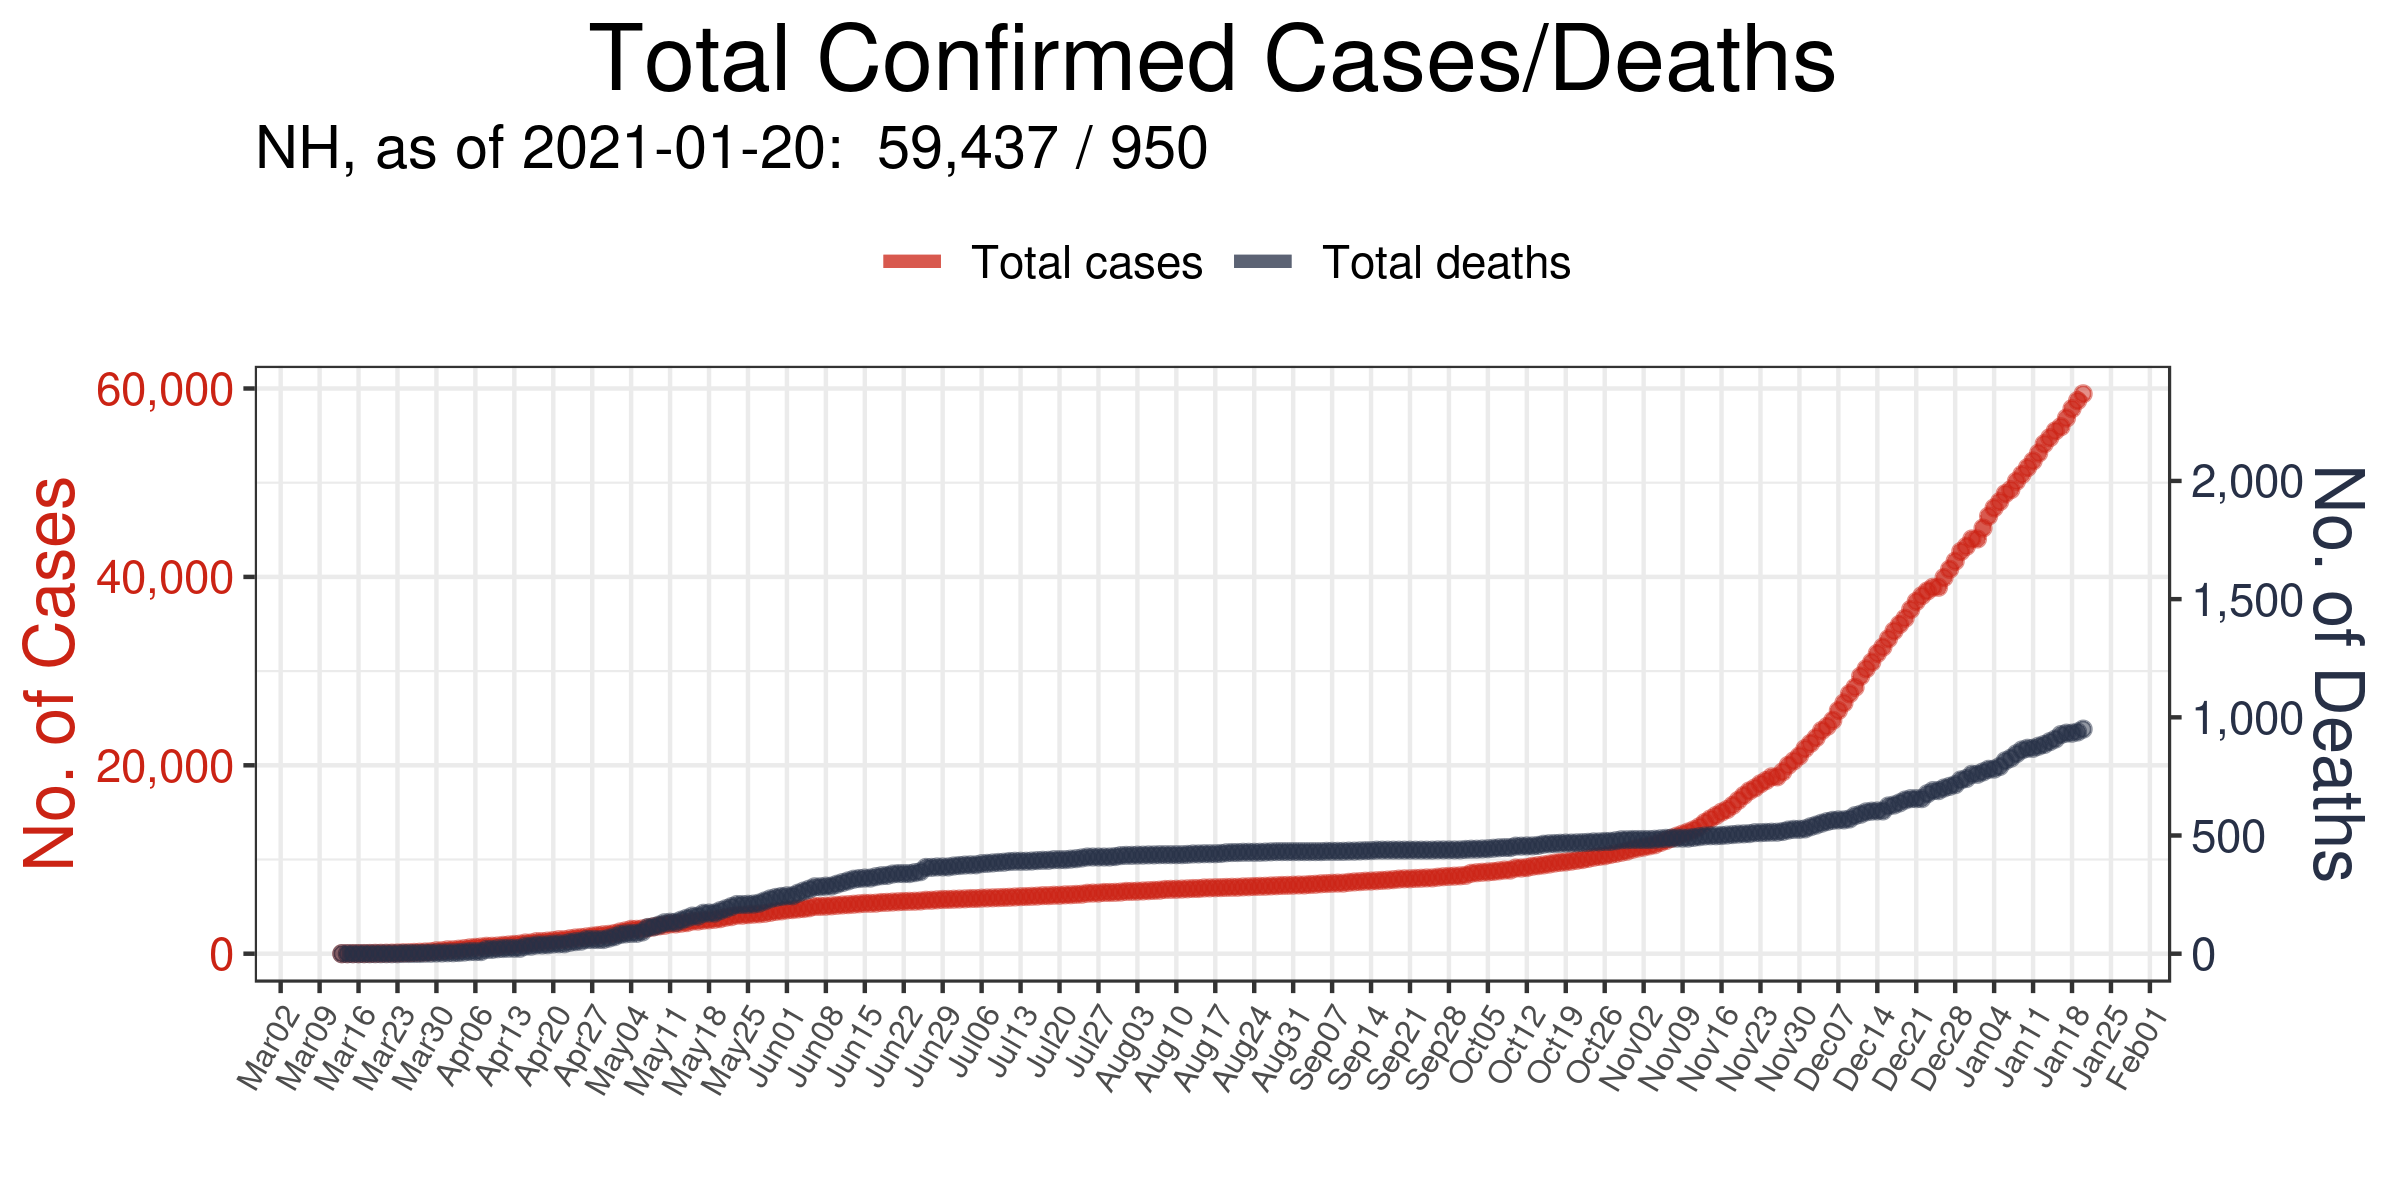 Total Confirmed Cases/Deaths
NH, as of 2021-01-20:  59,437 / 950
Total cases Total deaths
No. of Cases
60,000
40,000
20,000
0
2,000
1,500
1,000
500
0
No. of Deaths
Mar02 Mar09 Mar16 Mar23 Mar30 Apr06 Apr13 Apr20 Apr27 May04 May11 May18 May25 Jun01 Jun08 Jun15 Jun22 Jun29 Jul06 Jul13 Jul20 Jul27 Aug03 Aug10 Aug17 Aug24 Aug31 Sep07 Sep14 Sep21 Sep28 Oct05 Oct12 Oct19 Oct26 Nov02 Nov09 Nov16 Nov23 Nov30 Dec07 Dec14 Dec21 Dec28 Jan04 Jan11 Jan18 Jan25 Feb01